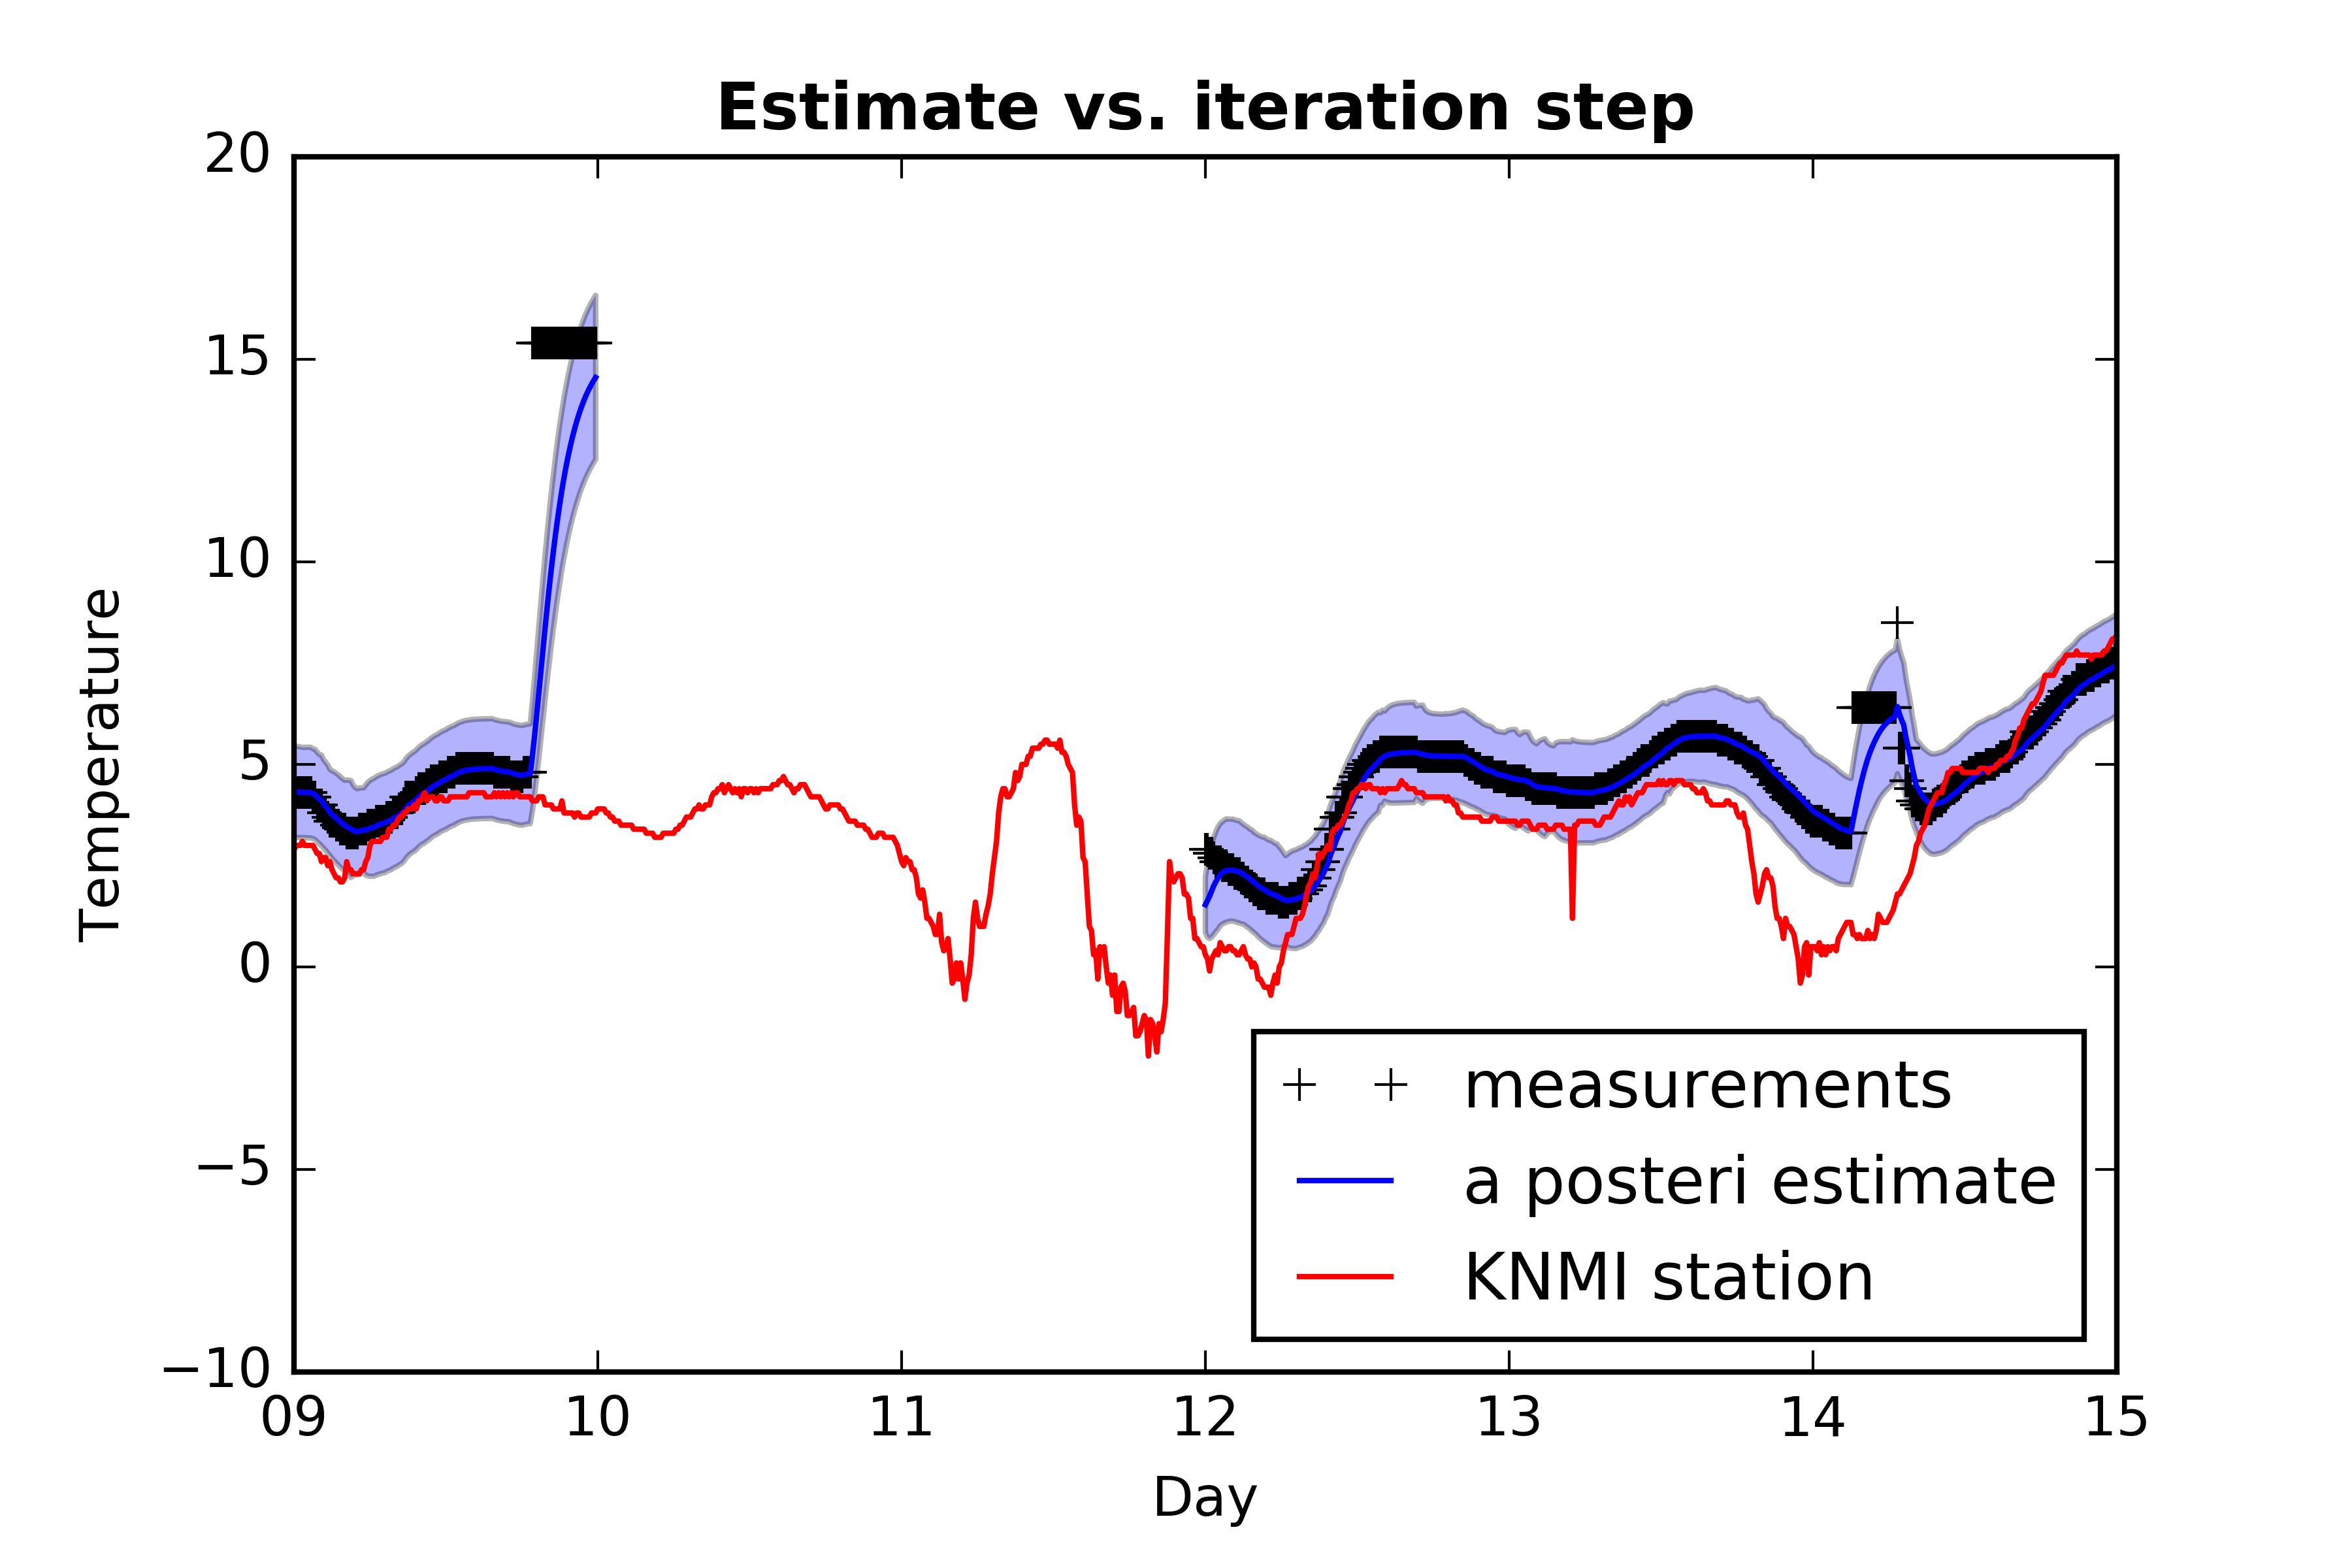 Estimate vs. iteration step
20
15
10
5
0
−5
−10
Temperature
measurements
a posteri estimate
KNMI station
09 10 11 12 13 14 15
Day